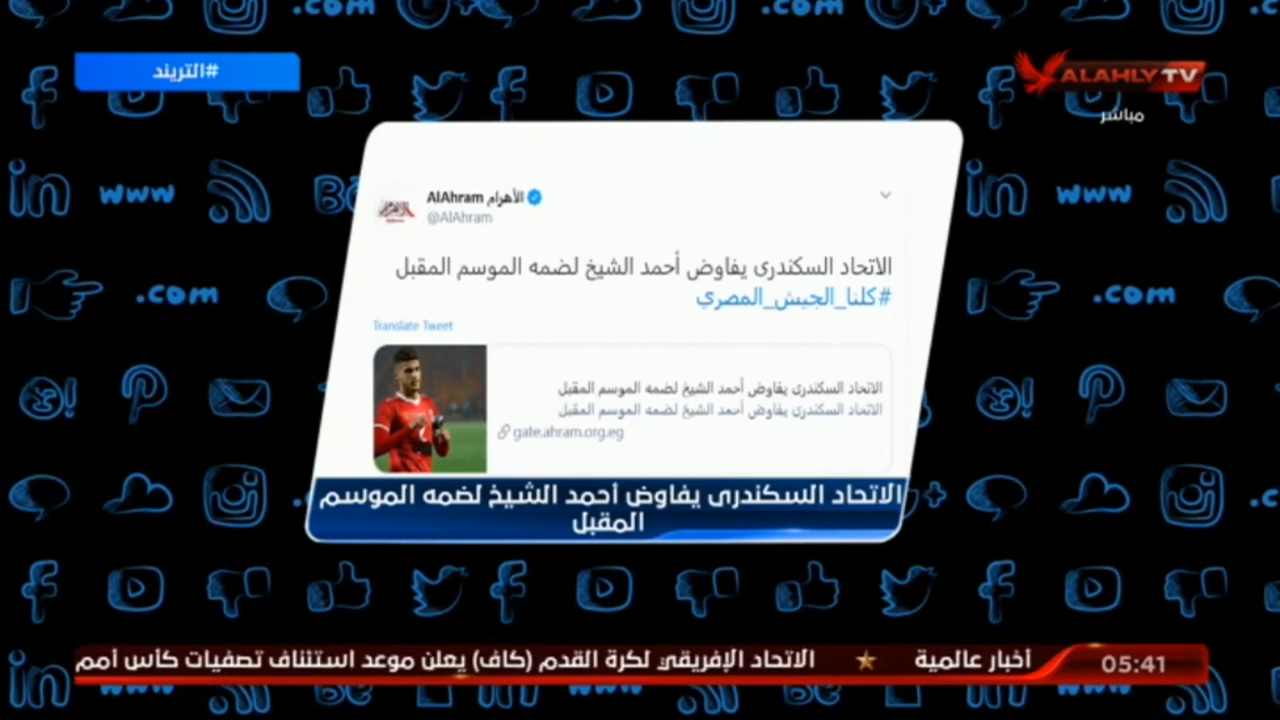 #التريند
ALAHLY TV
مباشر
AlAhram الأهرام
@AlAhram
الاتحاد السكندرى يفاوض أحمد الشيخ لضمه الموسم المقبل
#كلنا_الجيش_المصري
Translate Tweet
الاتحاد السكندرى يفاوض أحمد الشيخ لضمه الموسم المقبل
الاتحاد السكندرى يفاوض أحمد الشيخ لضمه الموسم المقبل
gate.ahram.org.eg
الاتحاد السكندرى يفاوض أحمد الشيخ لضمه الموسم
المقبل
05:41 أخبار عالمية الاتحاد الإفريقي لكرة القدم (كاف) يعلن موعد استئناف تصفيات كأس أمم